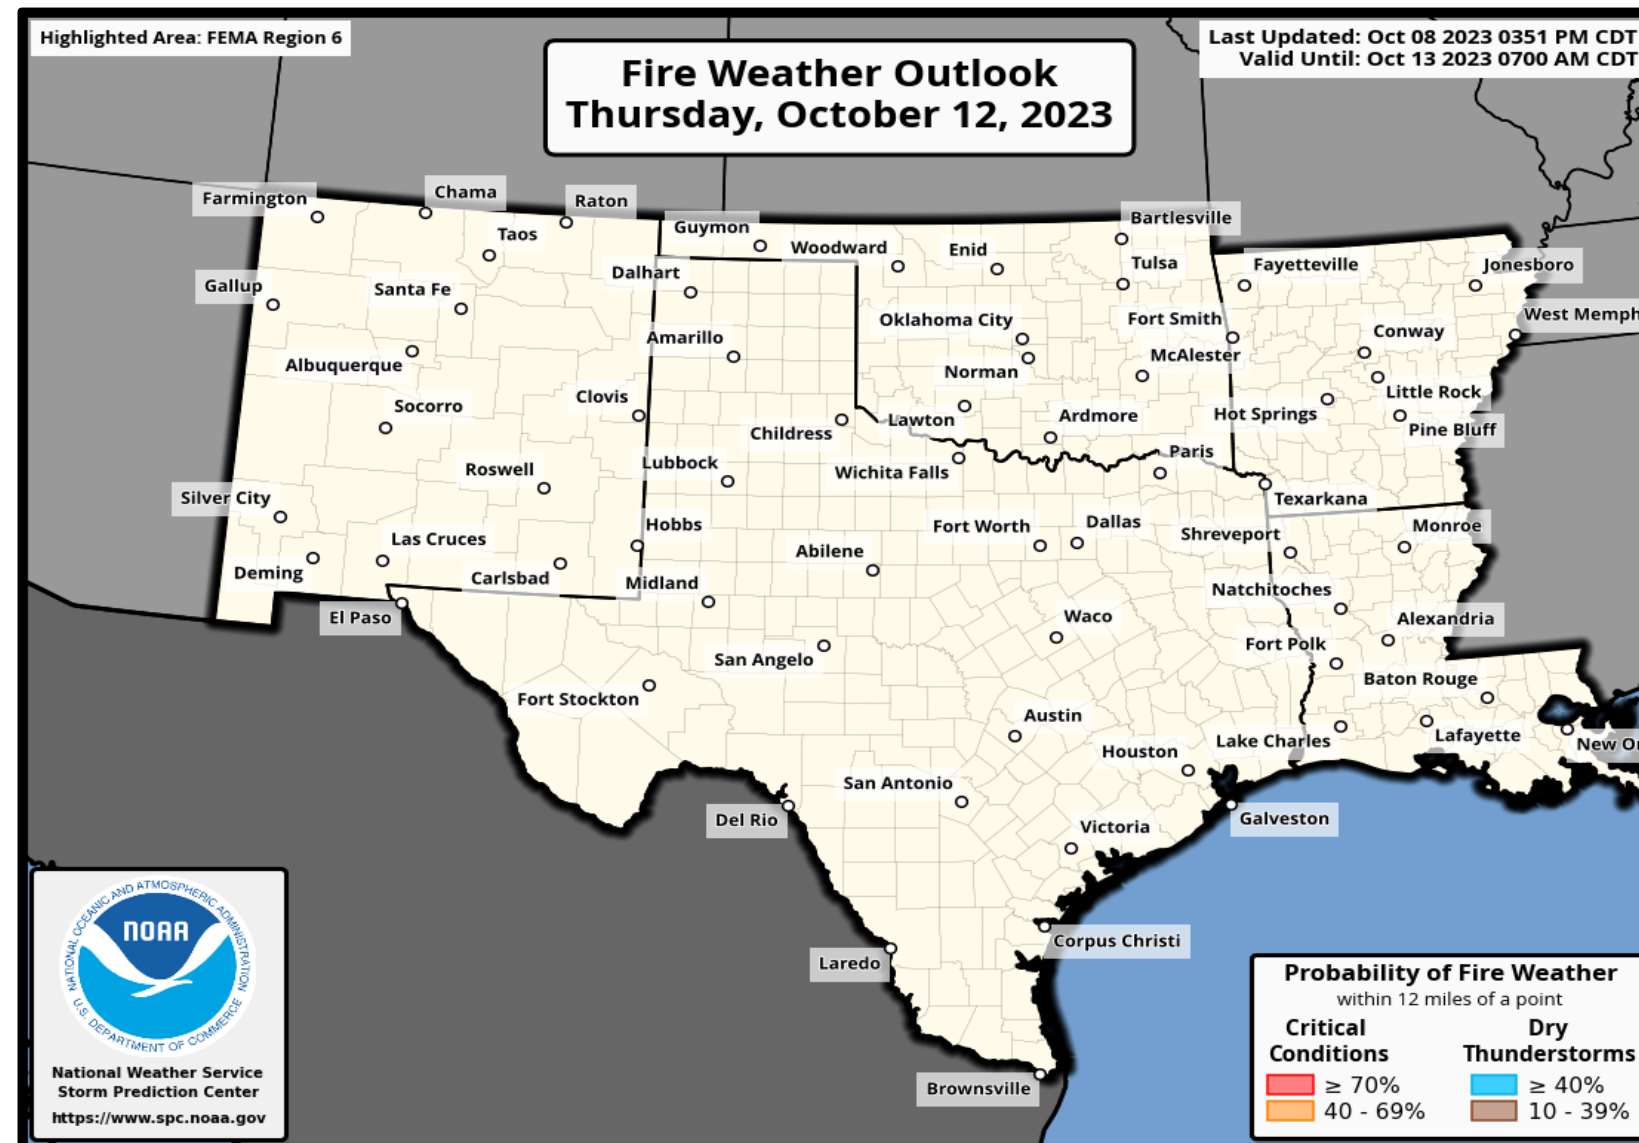 Highlighted Area: FEMA Region 6
Fire Weather Outlook
Thursday, October 12, 2023
Last Updated: Oct 08 2023 0351 PM CDT
Valid Until: Oct 13 2023 0700 AM CDT
Farmington
Chama
Raton
Taos
Guymon
Woodward
Enid
Bartlesville
Tulsa
Fayetteville
Jonesboro
Gallup
Santa Fe
Dalhart
Oklahoma City
Fort Smith
West Memph
Conway
Albuquerque
Amarillo
Norman
McAlester
Little Rock
Socorro
Clovis
Childress
Lawton
Ardmore
Hot Springs
Pine Bluff
Roswell
Lubbock
Wichita Falls
Paris
Silver City
Texarkana
Las Cruces
Hobbs
Abilene
Fort Worth
Dallas
Shreveport
Monroe
Deming
Carlsbad
Midland
Natchitoches
El Paso
Waco
Alexandria
San Angelo
Fort Polk
Fort Stockton
Baton Rouge
Austin
Houston
Lake Charles
Lafayette
New Or
San Antonio
Del Rio
Victoria
Galveston
Corpus Christi
Laredo
Brownsville
NATIONAL OCEANIC AND ATMOSPHERIC ADMINISTRATION
NOAA
U.S. DEPARTMENT OF COMMERCE
National Weather Service
Storm Prediction Center
https://www.spc.noaa.gov
Probability of Fire Weather
within 12 miles of a point
Critical
Conditions
≥ 70%
40 - 69%
Dry
Thunderstorms
≥ 40%
10 - 39%